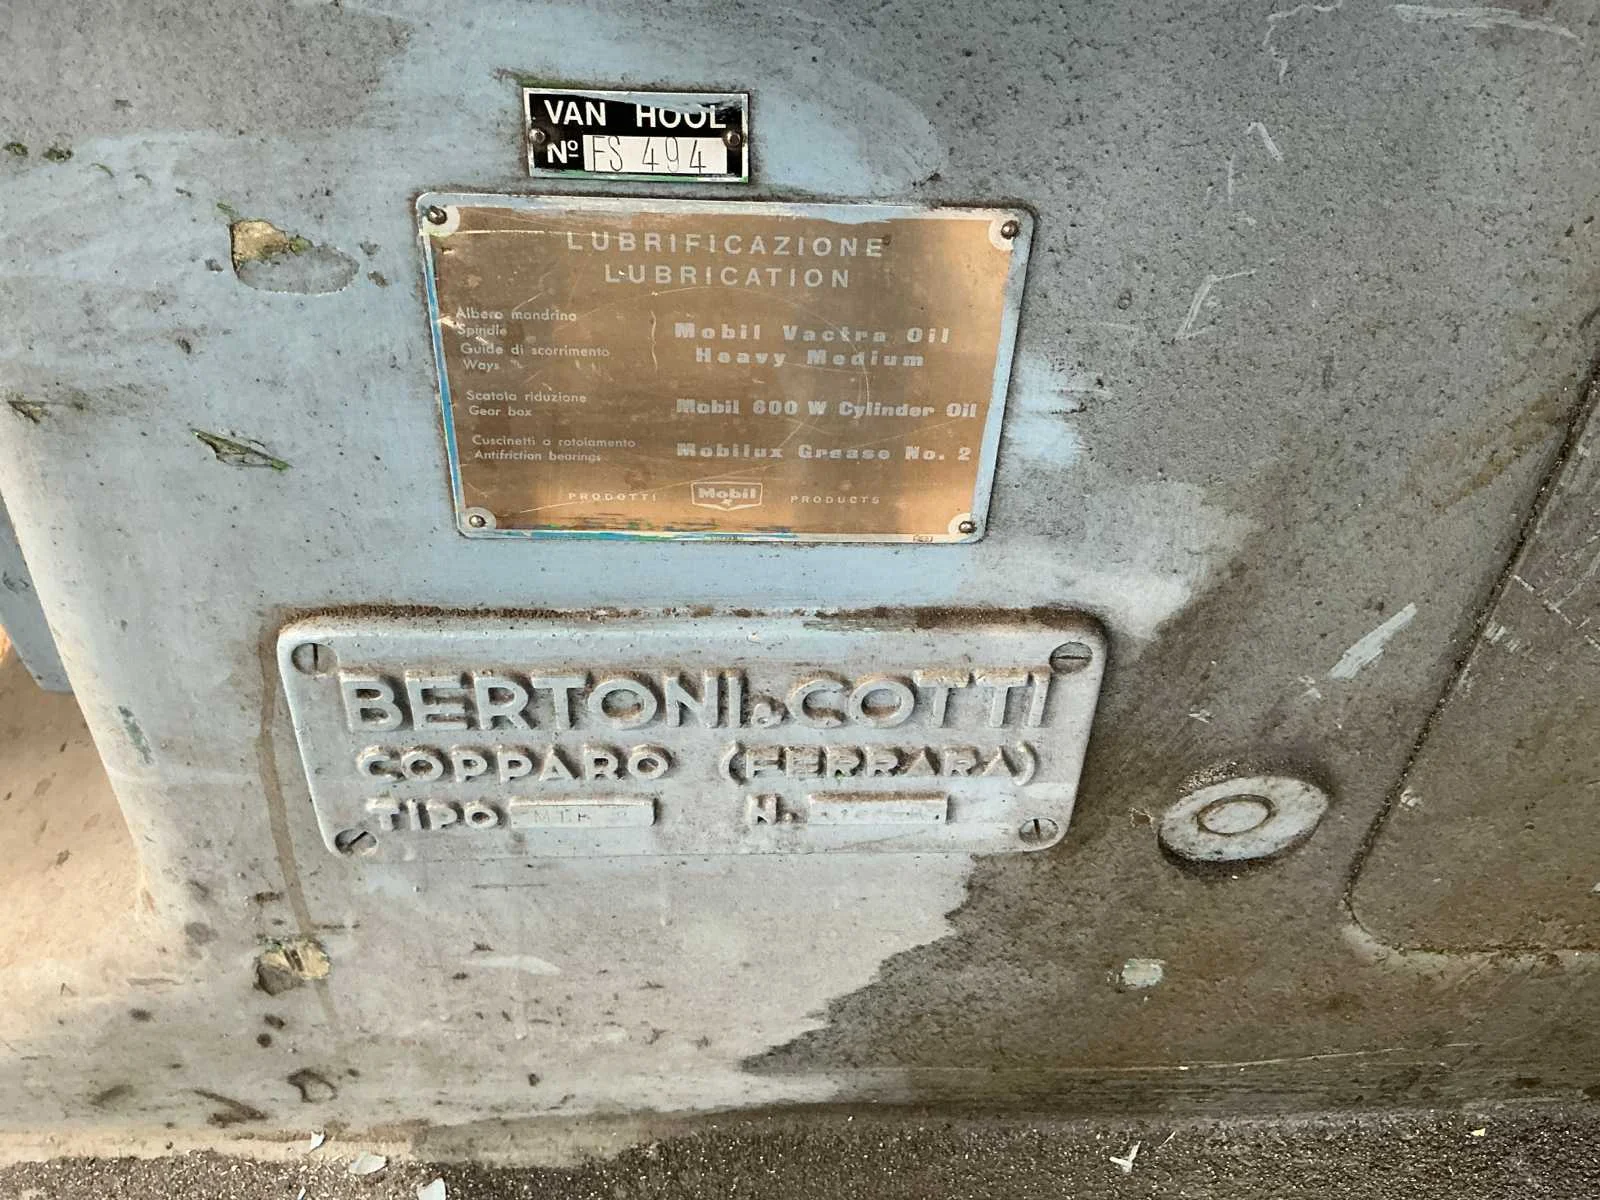 VAN HOOL
Nº FS 494
LUBRIFICAZIONE
LUBRICATION
Albero mandrino
Spindle
Guide di scorrimento
Ways
Mobil Vactra Oil
Heavy Medium
Scatola riduzione
Gear box
Mobil 600 W Cylinder Oil
Cuscinetti a rotolamento
Antifriction bearings
Mobilux Grease No. 2
PRODOTTI Mobil PRODUCTS
BERTONI & COTTI
COPPARO (FERRARA)
TIPO
N.